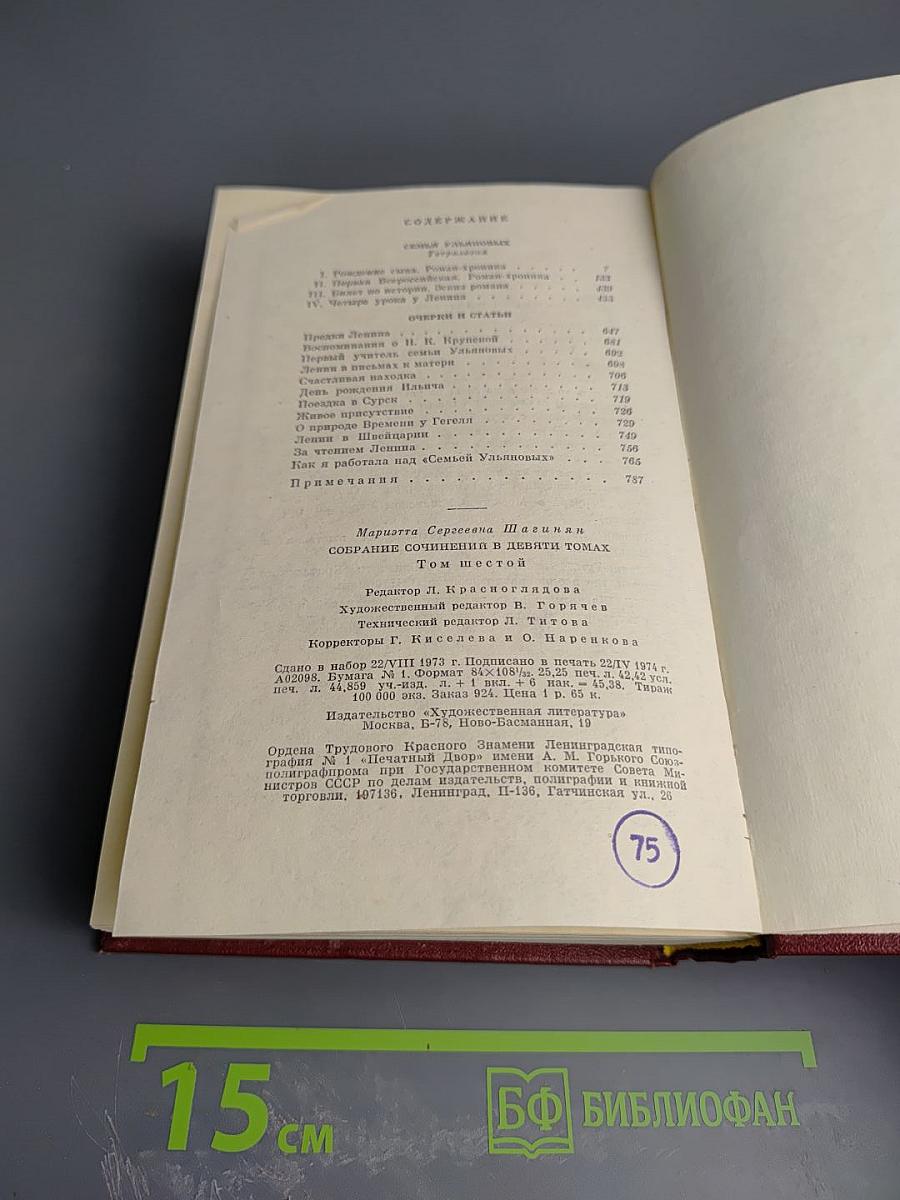 СОДЕРЖАНИЕ
СЕМЬЯ УЛЬЯНОВЫХ
Тетралогия
I. Рождение сына. Роман-хроника . . . . . 7
II. Первая Всероссийская. Роман-хроника . . . . 133
III. Билет по истории. Эскиз романа . . . . . 439
IV. Четыре урока у Ленина . . . . . . . 453
ОЧЕРКИ И СТАТЬИ
Предки Ленина . . . . . . . . . . . 647
Воспоминания о Н. К. Крупской . . . . . . 681
Первый учитель семьи Ульяновых . . . . . 692
Ленин в письмах к матери . . . . . . . 698
Счастливая находка . . . . . . . . . . 706
День рождения Ильича . . . . . . . . . 713
Поездка в Сурск . . . . . . . . . . . 719
Живое присутствие . . . . . . . . . . 726
О природе Времени у Гегеля . . . . . . . 729
Ленин в Швейцарии . . . . . . . . . . 749
За чтением Ленина . . . . . . . . . . . 756
Как я работала над «Семьей Ульяновых» . . . 765
Примечания . . . . . . . . . . . . . 787
Мариэтта Сергеевна Шагинян
СОБРАНИЕ СОЧИНЕНИЙ В ДЕВЯТИ ТОМАХ
Том шестой
Редактор Л. Красноглядова
Художественный редактор В. Горячев
Технический редактор Л. Титова
Корректоры Г. Киселева и О. Наренкова
Сдано в набор 22/VIII 1973 г. Подписано в печать 22/IV 1974 г.
А02098. Бумага № 1. Формат 84×108¹/₃₂. 25,25 печ. л. 42,42 усл.
печ. л. 44,859 уч.-изд. л. + 1 вкл. + 6 нак. = 45,38. Тираж
100 000 экз. Заказ 924. Цена 1 р. 65 к.
Издательство «Художественная литература»
Москва, Б-78, Ново-Басманная, 19
Ордена Трудового Красного Знамени Ленинградская типо-
графия № 1 «Печатный Двор» имени А. М. Горького Союз-
полиграфпрома при Государственном комитете Совета Ми-
нистров СССР по делам издательств, полиграфии и книжной
торговли, 197136, Ленинград, П-136, Гатчинская ул., 26
75
15 см
БФ БИБЛИОФАН